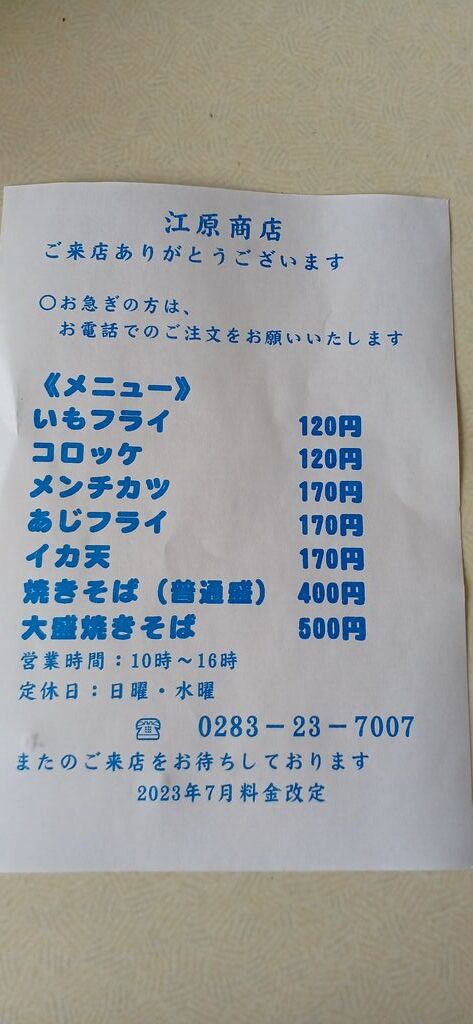 江原商店
ご来店ありがとうございます
〇お急ぎの方は、
お電話でのご注文をお願いいたします
《メニュー》
いもフライ 120円
コロッケ 120円
メンチカツ 170円
あじフライ 170円
イカ天 170円
焼きそば(普通盛) 400円
大盛焼きそば 500円
営業時間:10時～16時
定休日:日曜・水曜
☎ 0283-23-7007
またのご来店をお待ちしております
2023年7月料金改定